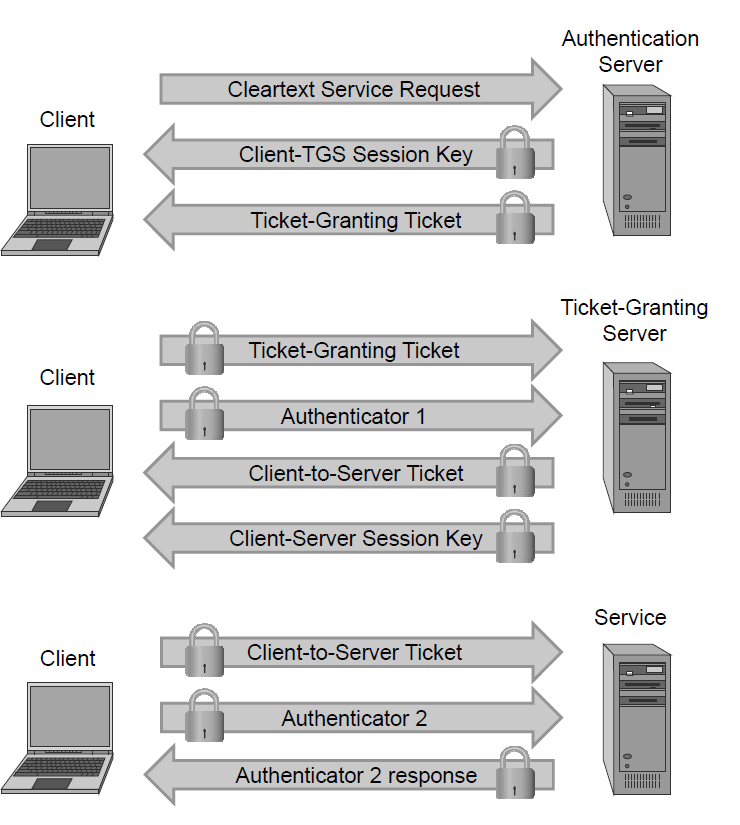 Authentication
Server
Cleartext Service Request
Client
Client-TGS Session Key
Ticket-Granting Ticket
Ticket-Granting
Server
Ticket-Granting Ticket
Client
Authenticator 1
Client-to-Server Ticket
Client-Server Session Key
Service
Client-to-Server Ticket
Client
Authenticator 2
Authenticator 2 response